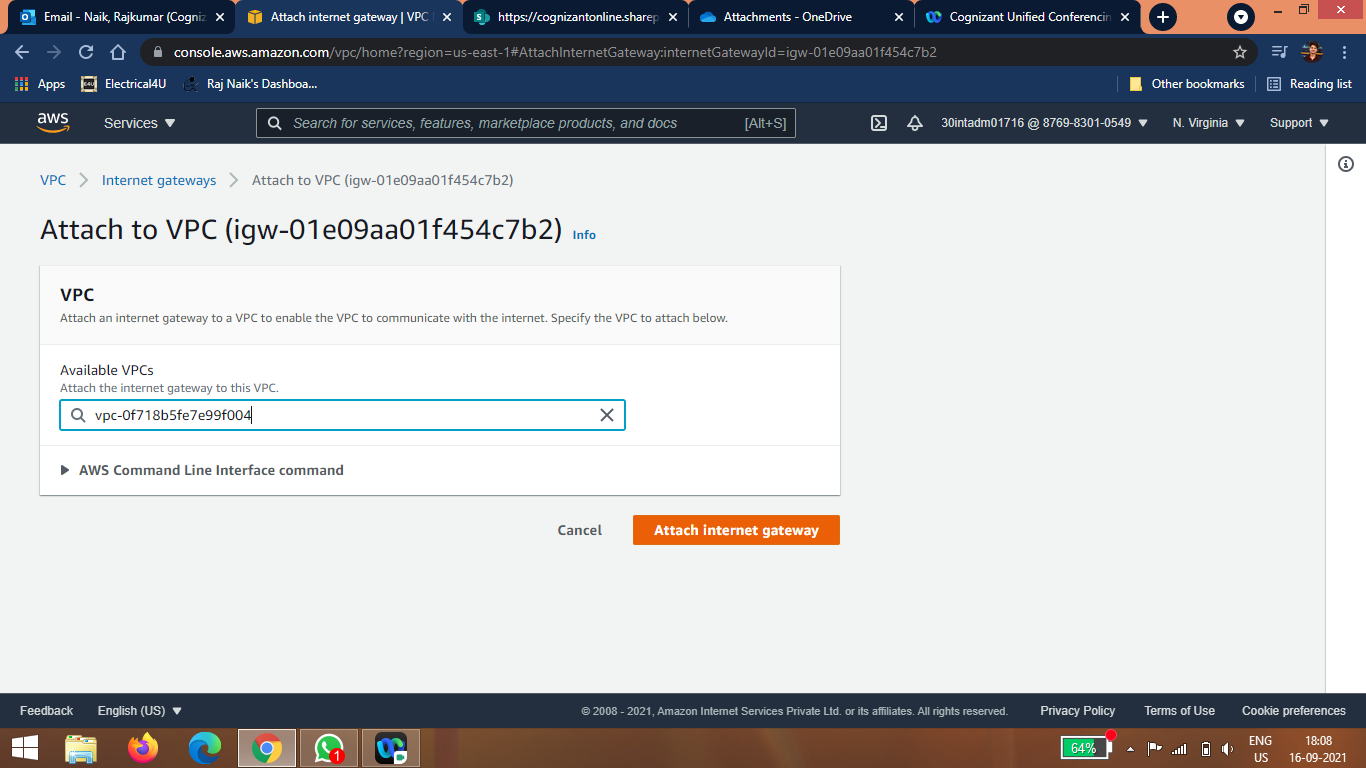 Email - Naik, Rajkumar (Cogniz
Attach internet gateway | VPC
https://cognizantonline.sharep
Attachments - OneDrive
Cognizant Unified Conferencin
console.aws.amazon.com/vpc/home?region=us-east-1#AttachInternetGateway:internetGatewayId=igw-01e09aa01f454c7b2
Apps
E4U
Electrical4U
Raj Naik's Dashboa...
Other bookmarks
Reading list
aws
Services
Search for services, features, marketplace products, and docs
[Alt+S]
30intadm01716 @ 8769-8301-0549
N. Virginia
Support
VPC
Internet gateways
Attach to VPC (igw-01e09aa01f454c7b2)
Attach to VPC (igw-01e09aa01f454c7b2) Info
VPC
Attach an internet gateway to a VPC to enable the VPC to communicate with the internet. Specify the VPC to attach below.
Available VPCs
Attach the internet gateway to this VPC.
vpc-0f718b5fe7e99f004
AWS Command Line Interface command
Cancel
Attach internet gateway
Feedback
English (US)
© 2008 - 2021, Amazon Internet Services Private Ltd. or its affiliates. All rights reserved.
Privacy Policy
Terms of Use
Cookie preferences
1
64%
ENG
US
18:08
16-09-2021